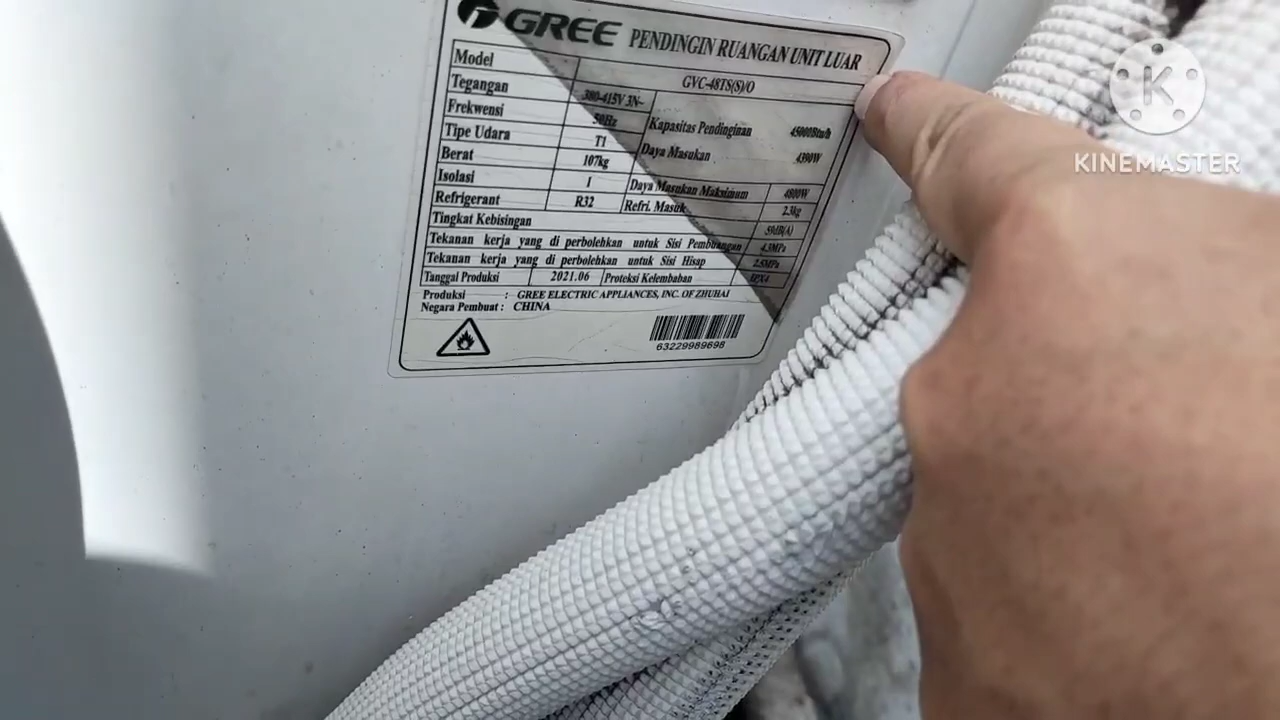 GREE PENDINGIN RUANGAN UNIT LUAR
Model GVC-48TS(S)/O
Tegangan 380-415V 3N~
Frekwensi 50Hz Kapasitas Pendinginan 45000Btu/h
Tipe Udara T1 Daya Masukan 4390W
Berat 107kg
Isolasi I Daya Masukan Maksimum 4800W
Refrigerant R32 Refri. Masuk 2.3kg
Tingkat Kebisingan 59dB(A)
Tekanan kerja yang di perbolehkan untuk Sisi Pembuangan 4.3MPa
Tekanan kerja yang di perbolehkan untuk Sisi Hisap 2.5MPa
Tanggal Produksi 2021.06 Proteksi Kelembaban IPX4
Produksi : GREE ELECTRIC APPLIANCES, INC. OF ZHUHAI
Negara Pembuat : CHINA
63229989698
K
KINEMASTER